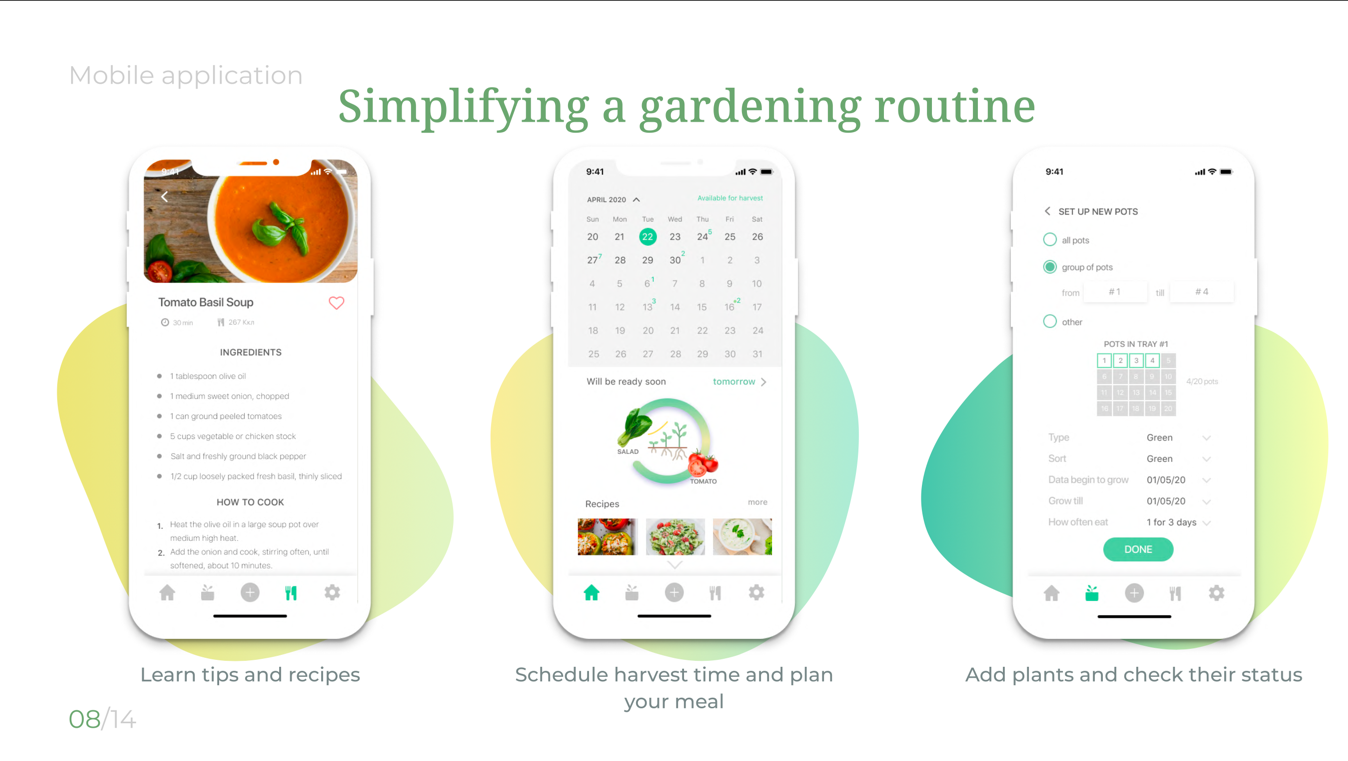 Mobile application
Simplifying a gardening routine
9:41
Tomato Basil Soup
30 min 267 Ккл
INGREDIENTS
1 tablespoon olive oil
1 medium sweet onion, chopped
1 can ground peeled tomatoes
5 cups vegetable or chicken stock
Salt and freshly ground black pepper
1/2 cup loosely packed fresh basil, thinly sliced
HOW TO COOK
1. Heat the olive oil in a large soup pot over
medium high heat.
2. Add the onion and cook, stirring often, until
softened, about 10 minutes.
Learn tips and recipes
9:41
APRIL 2020 Available for harvest
Sun Mon Tue Wed Thu Fri Sat
20 21 22 23 24 5 25 26
27 7 28 29 30 2 1 2 3
4 5 6 1 7 8 9 10
11 12 13 3 14 15 16 +2 17
18 19 20 21 22 23 24
25 26 27 28 29 30 31
Will be ready soon tomorrow
SALAD
TOMATO
Recipes more
Schedule harvest time and plan
your meal
9:41
SET UP NEW POTS
all pots
group of pots
from # 1 till # 4
other
POTS IN TRAY #1
1 2 3 4 5
6 7 8 9 10
11 12 13 14 15
16 17 18 19 20
4/20 pots
Type Green
Sort Green
Data begin to grow 01/05/20
Grow till 01/05/20
How often eat 1 for 3 days
DONE
Add plants and check their status
08/14